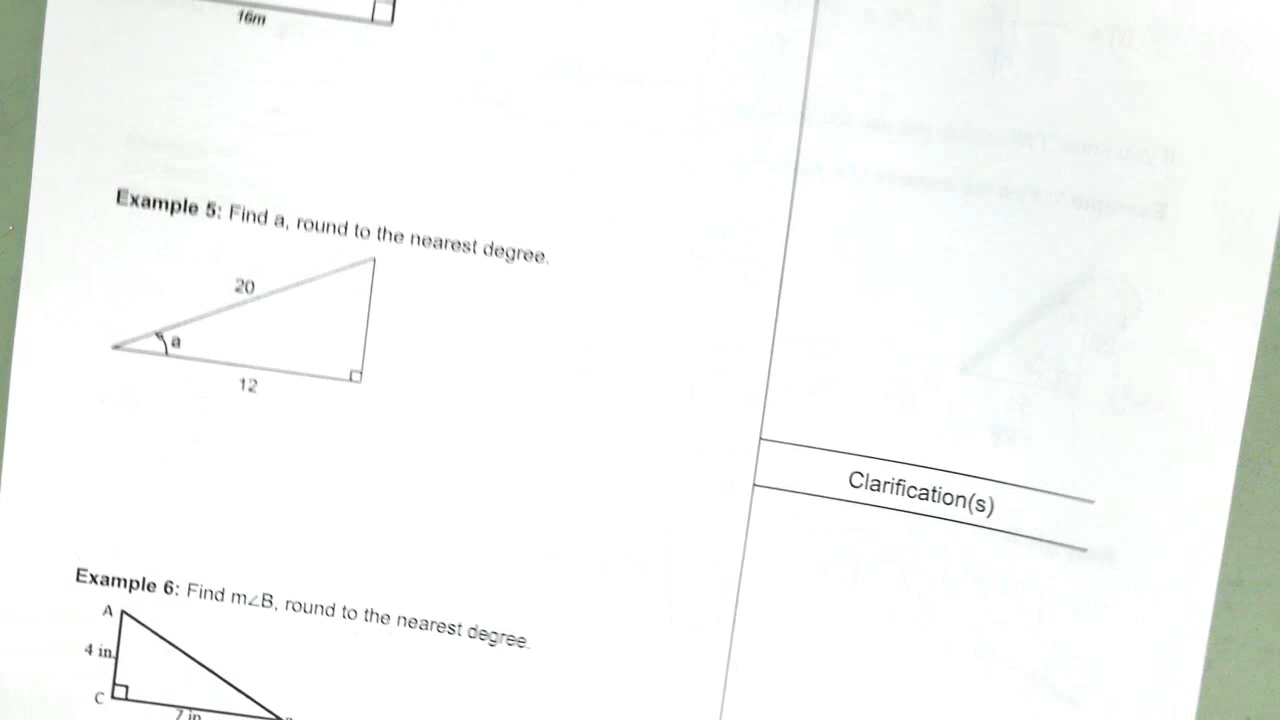 16m
Example 5: Find a, round to the nearest degree.
20
a
12
Clarification(s)
Example 6: Find m∠B, round to the nearest degree.
A
4 in.
C
7 in